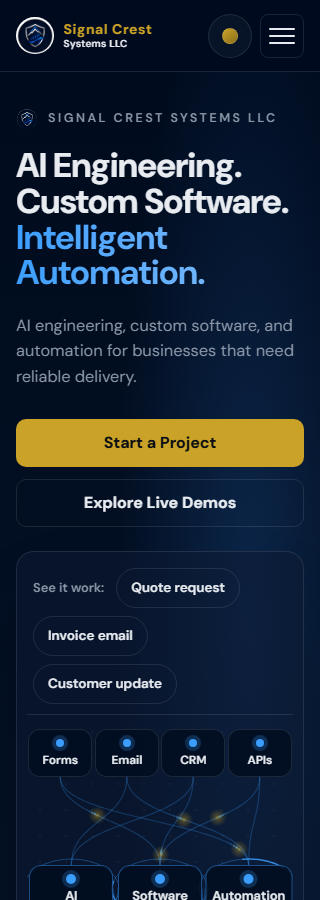 Signal Crest
Systems LLC
SIGNAL CREST SYSTEMS LLC
AI Engineering.
Custom Software.
Intelligent
Automation.
AI engineering, custom software, and
automation for businesses that need
reliable delivery.
Start a Project
Explore Live Demos
See it work: Quote request
Invoice email
Customer update
Forms Email CRM APIs
AI Software Automation